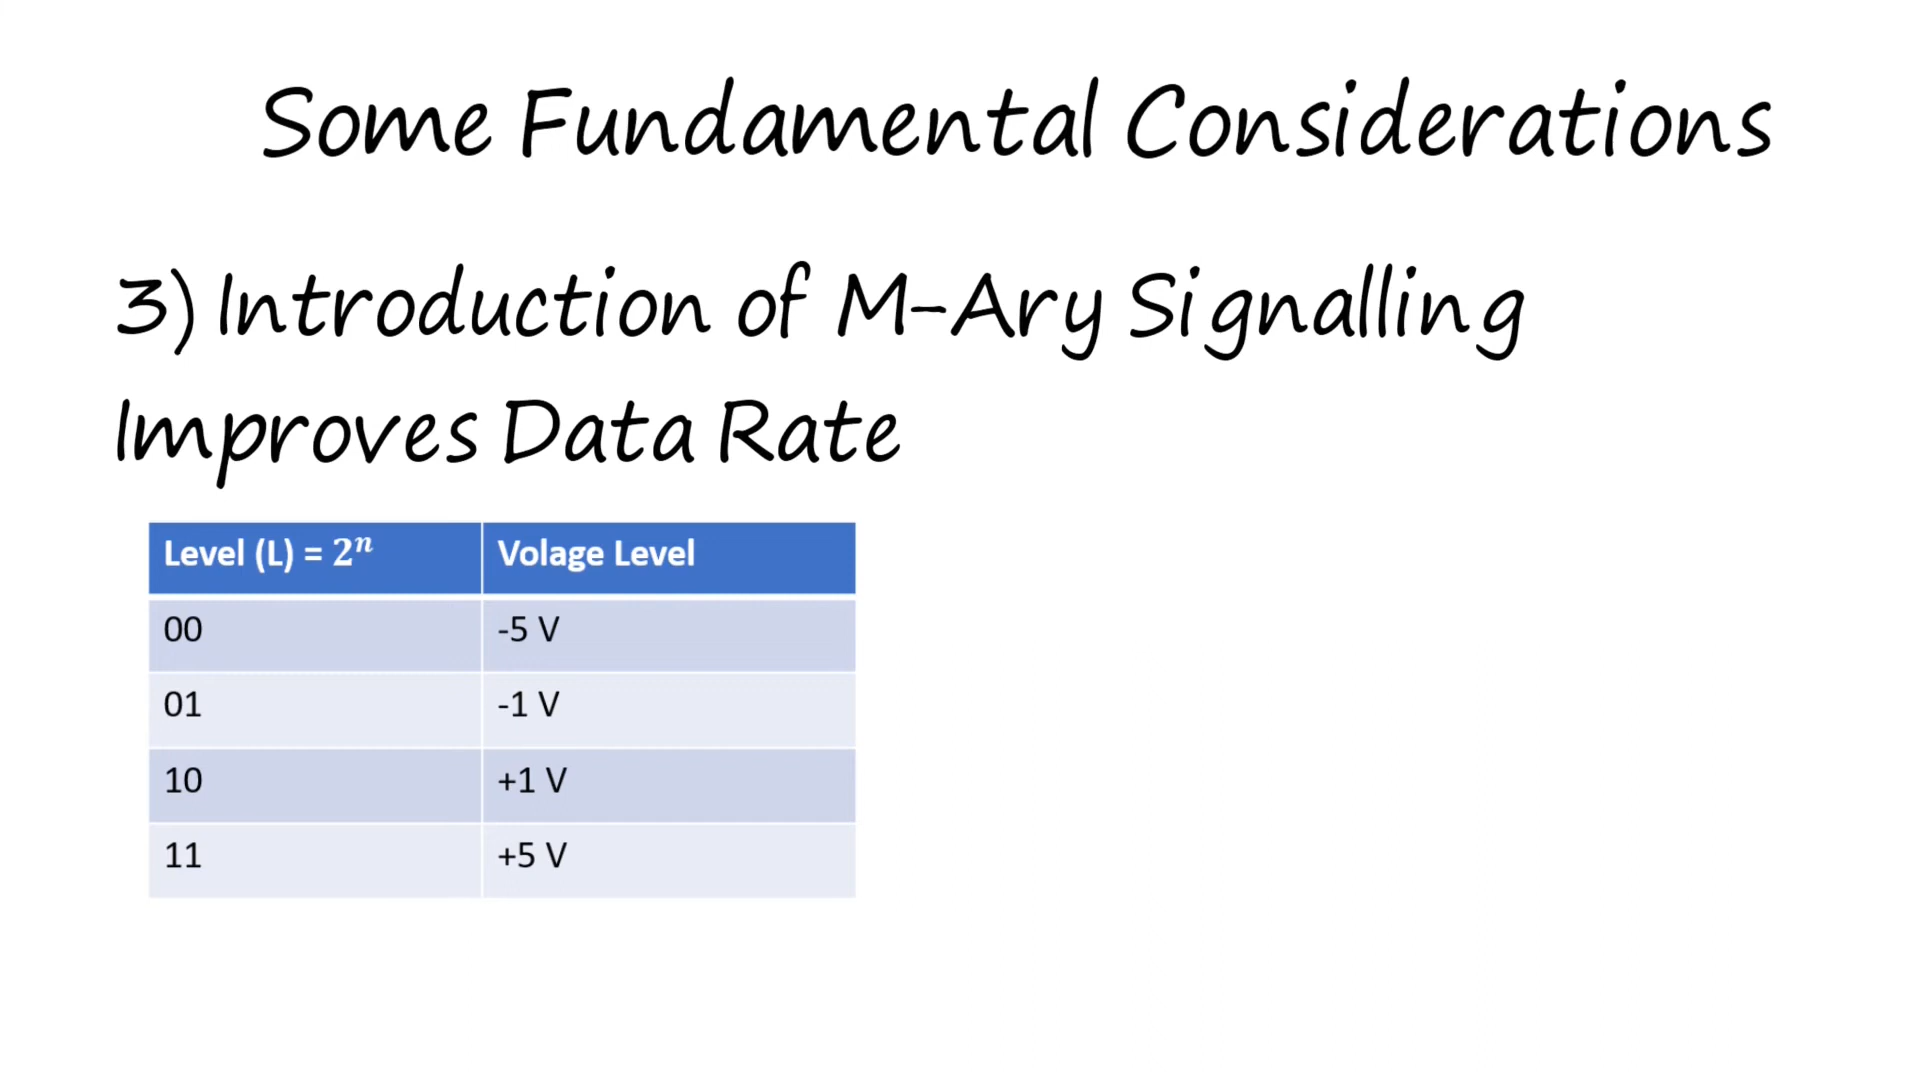 Some Fundamental Considerations
3) Introduction of M-Ary Signalling
Improves Data Rate
Level (L) = 2ⁿ Volage Level
00 -5 V
01 -1 V
10 +1 V
11 +5 V